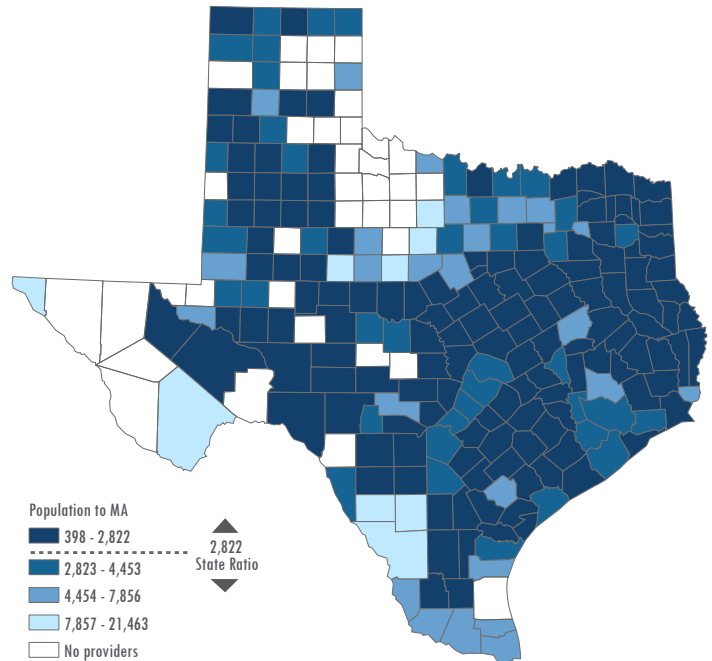 Population to MA
398 - 2,822
2,822
State Ratio
2,823 - 4,453
4,454 - 7,856
7,857 - 21,463
No providers